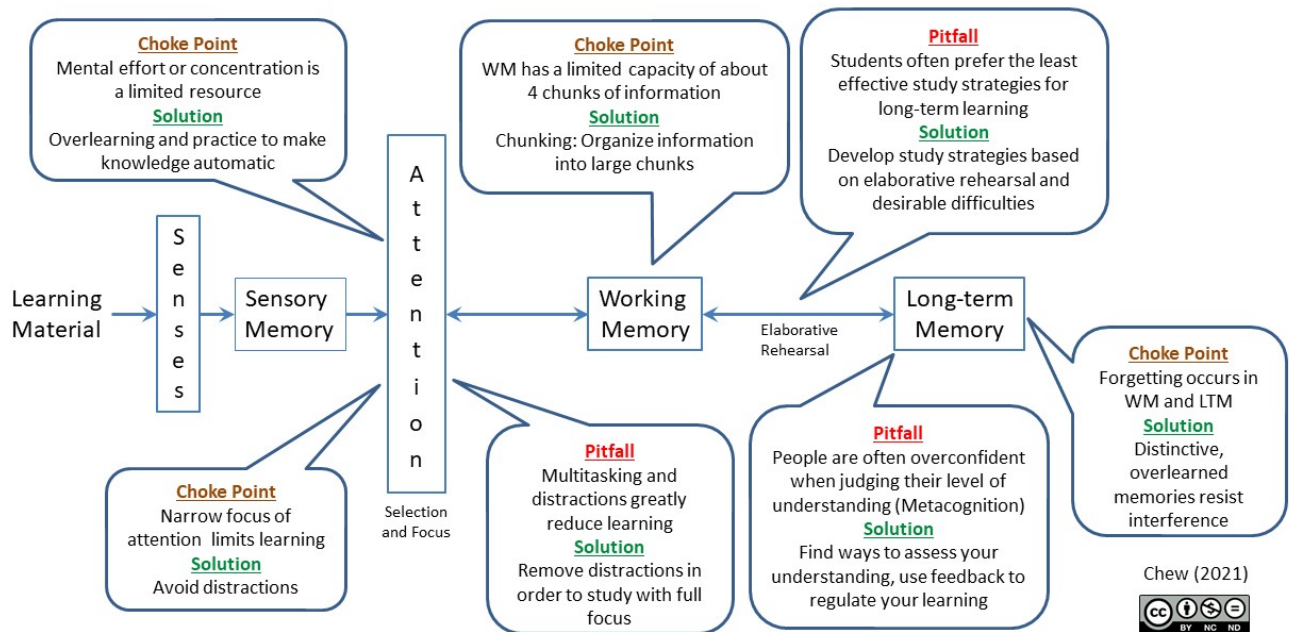 Choke Point
Mental effort or concentration is
a limited resource
Solution
Overlearning and practice to make
knowledge automatic
Choke Point
WM has a limited capacity of about
4 chunks of information
Solution
Chunking: Organize information
into large chunks
Pitfall
Students often prefer the least
effective study strategies for
long-term learning
Solution
Develop study strategies based
on elaborative rehearsal and
desirable difficulties
Learning
Material
Senses
Sensory
Memory
Attention
Selection
and Focus
Working
Memory
Elaborative
Rehearsal
Long-term
Memory
Choke Point
Narrow focus of
attention limits learning
Solution
Avoid distractions
Pitfall
Multitasking and
distractions greatly
reduce learning
Solution
Remove distractions in
order to study with full
focus
Pitfall
People are often overconfident
when judging their level of
understanding (Metacognition)
Solution
Find ways to assess your
understanding, use feedback to
regulate your learning
Choke Point
Forgetting occurs in
WM and LTM
Solution
Distinctive,
overlearned
memories resist
interference
Chew (2021)
cc
BY NC ND